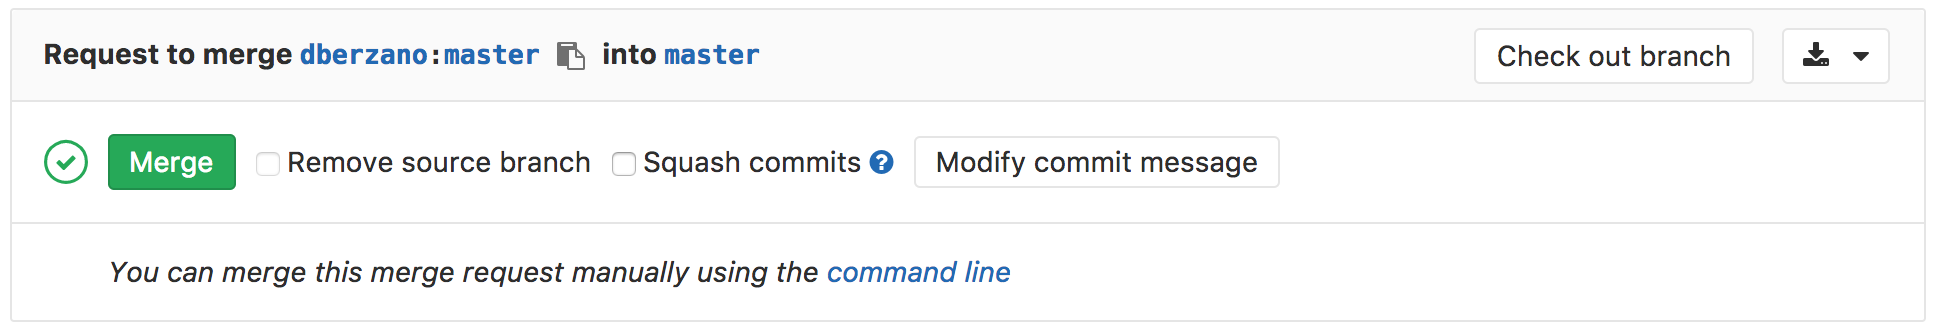 Request to merge dberzano:master into master Check out branch
Merge Remove source branch Squash commits ? Modify commit message
You can merge this merge request manually using the command line